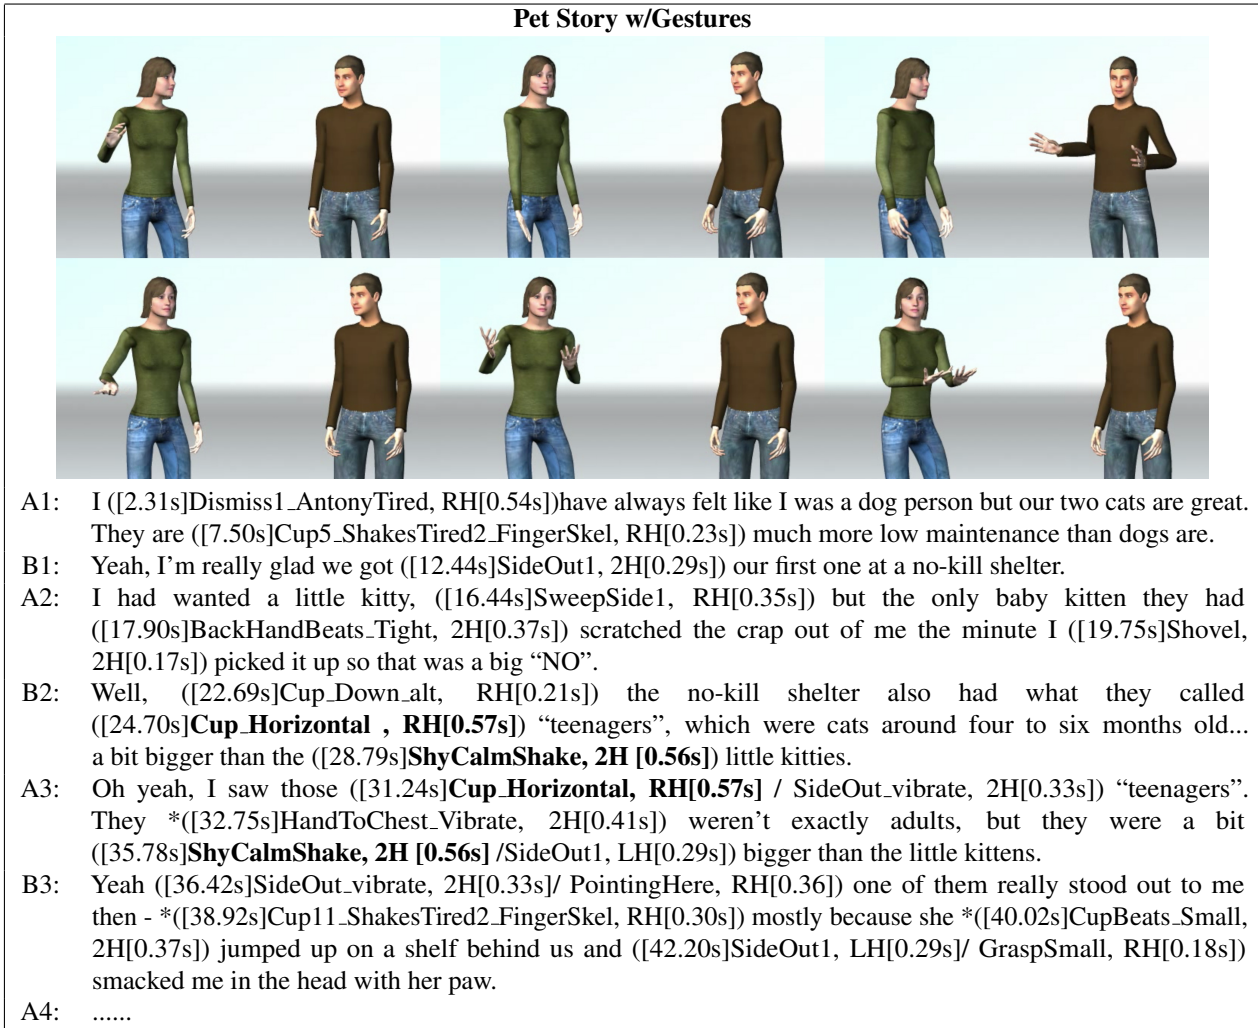 Pet Story w/Gestures
A1: I ([2.31s]Dismiss1_AntonyTired, RH[0.54s])have always felt like I was a dog person but our two cats are great.
They are ([7.50s]Cup5_ShakesTired2_FingerSkel, RH[0.23s]) much more low maintenance than dogs are.
B1: Yeah, I'm really glad we got ([12.44s]SideOut1, 2H[0.29s]) our first one at a no-kill shelter.
A2: I had wanted a little kitty, ([16.44s]SweepSide1, RH[0.35s]) but the only baby kitten they had
([17.90s]BackHandBeats_Tight, 2H[0.37s]) scratched the crap out of me the minute I ([19.75s]Shovel,
2H[0.17s]) picked it up so that was a big “NO”.
B2: Well, ([22.69s]Cup_Down_alt, RH[0.21s]) the no-kill shelter also had what they called
([24.70s]Cup_Horizontal , RH[0.57s]) “teenagers”, which were cats around four to six months old...
a bit bigger than the ([28.79s]ShyCalmShake, 2H [0.56s]) little kitties.
A3: Oh yeah, I saw those ([31.24s]Cup_Horizontal, RH[0.57s] / SideOut_vibrate, 2H[0.33s]) “teenagers”.
They *([32.75s]HandToChest_Vibrate, 2H[0.41s]) weren't exactly adults, but they were a bit
([35.78s]ShyCalmShake, 2H [0.56s] /SideOut1, LH[0.29s]) bigger than the little kittens.
B3: Yeah ([36.42s]SideOut_vibrate, 2H[0.33s]/ PointingHere, RH[0.36]) one of them really stood out to me
then - *([38.92s]Cup11_ShakesTired2_FingerSkel, RH[0.30s]) mostly because she *([40.02s]CupBeats_Small,
2H[0.37s]) jumped up on a shelf behind us and ([42.20s]SideOut1, LH[0.29s]/ GraspSmall, RH[0.18s])
smacked me in the head with her paw.
A4: ......